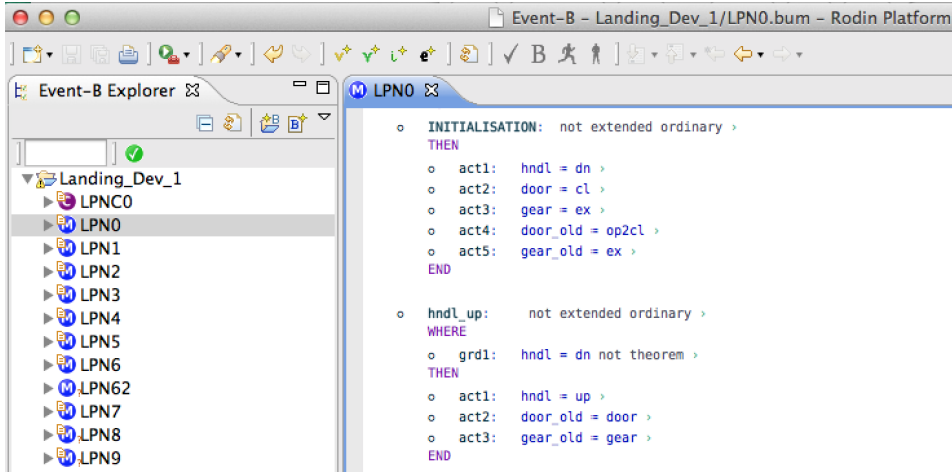 Event-B – Landing_Dev_1/LPN0.bum – Rodin Platform
Event-B Explorer
LPN0
Landing_Dev_1
LPNC0
LPN0
LPN1
LPN2
LPN3
LPN4
LPN5
LPN6
LPN62
LPN7
LPN8
LPN9
INITIALISATION: not extended ordinary ›
THEN
act1: hndl ≔ dn ›
act2: door ≔ cl ›
act3: gear ≔ ex ›
act4: door_old ≔ op2cl ›
act5: gear_old ≔ ex ›
END
hndl_up: not extended ordinary ›
WHERE
grd1: hndl = dn not theorem ›
THEN
act1: hndl ≔ up ›
act2: door_old ≔ door ›
act3: gear_old ≔ gear ›
END